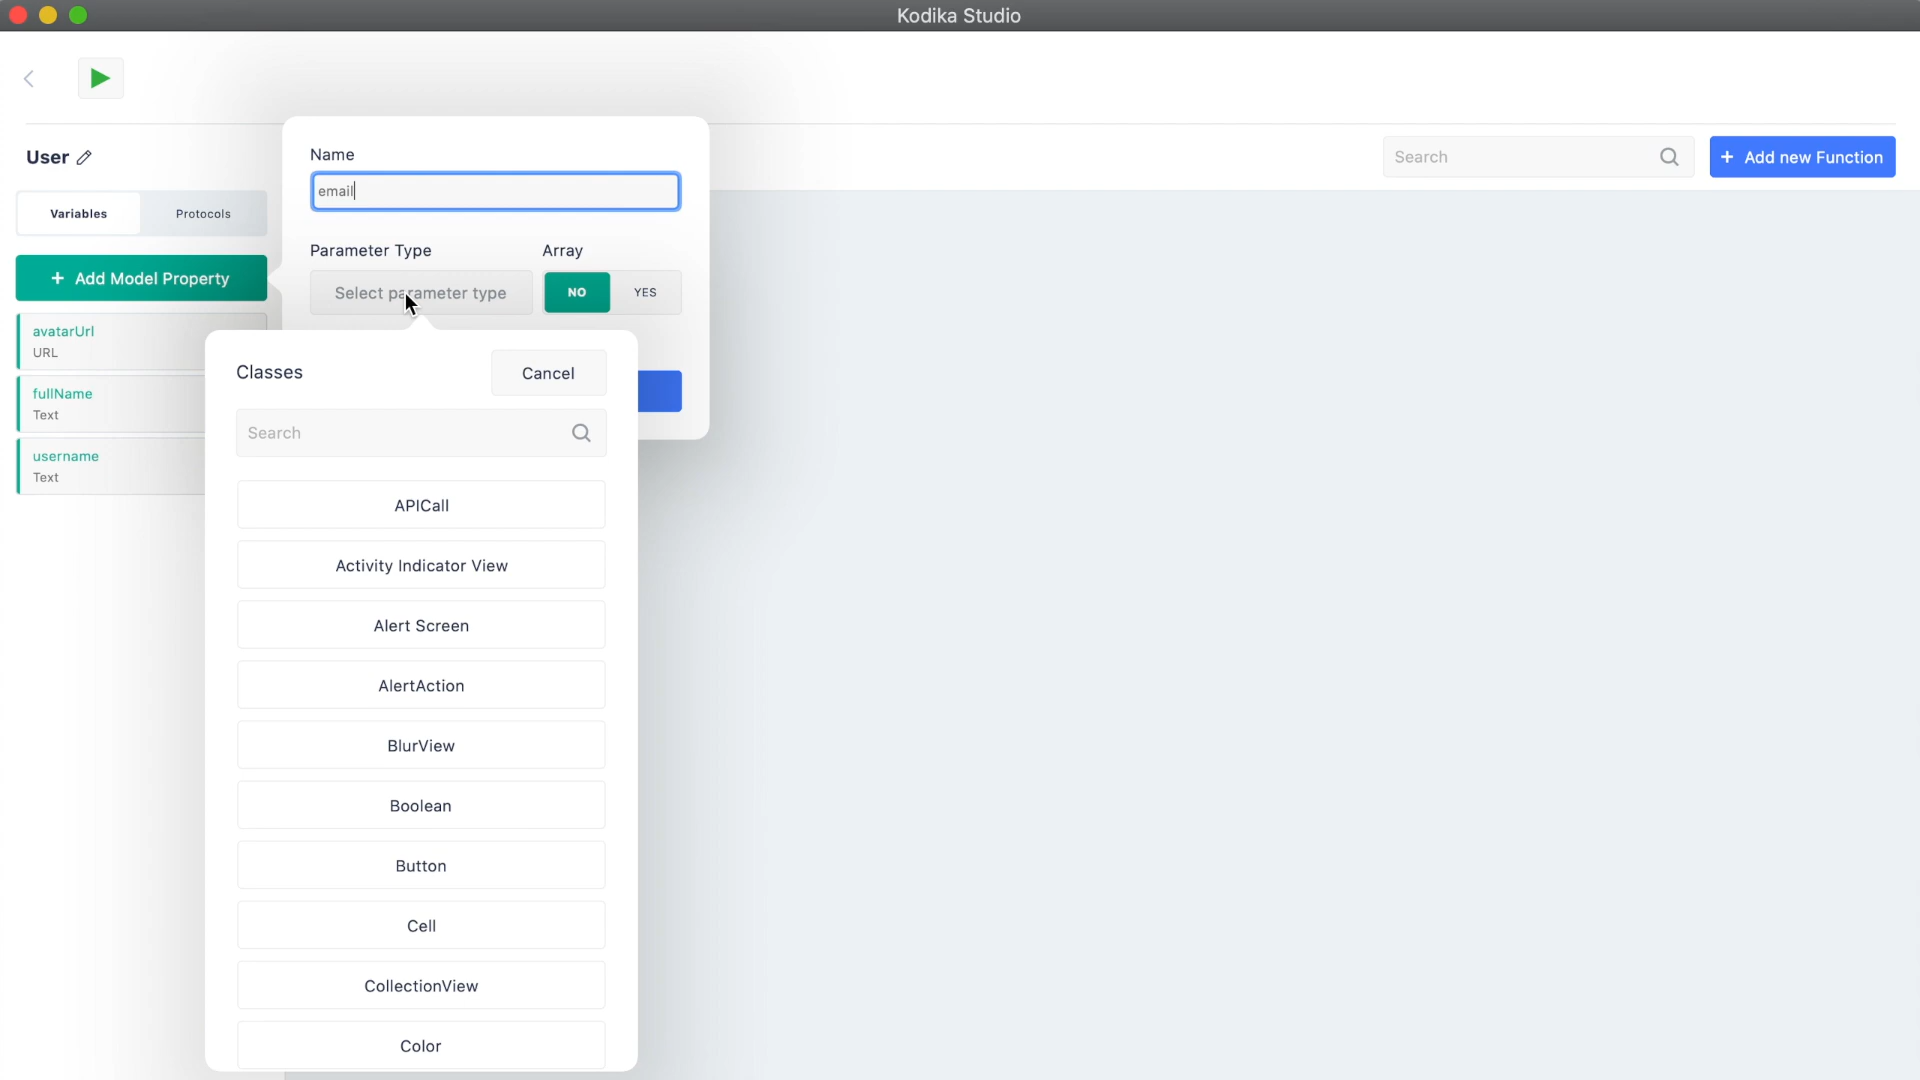 Kodika Studio
User
Search
+ Add new Function
Variables
Protocols
+ Add Model Property
avatarUrl
URL
fullName
Text
username
Text
Name
email
Parameter Type
Array
Select parameter type
NO
YES
Classes
Cancel
Search
APICall
Activity Indicator View
Alert Screen
AlertAction
BlurView
Boolean
Button
Cell
CollectionView
Color